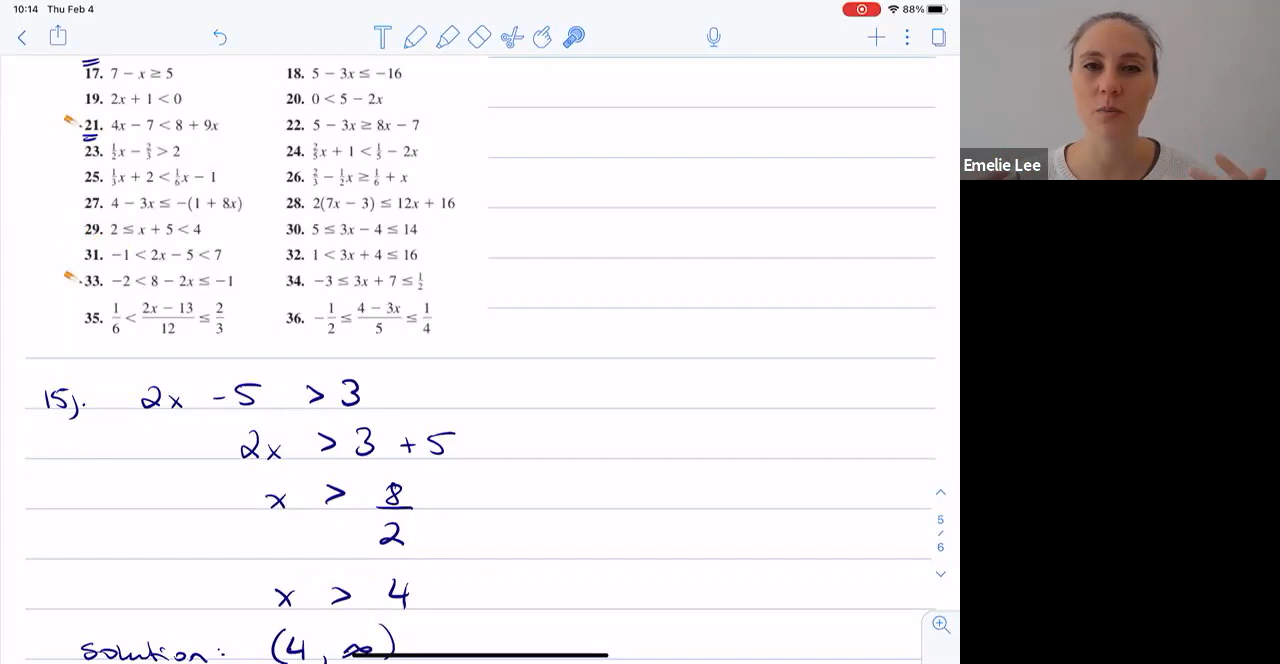 10:14 Thu Feb 4
88%
17. 7 − x ≥ 5
18. 5 − 3x ≤ −16
19. 2x + 1 < 0
20. 0 < 5 − 2x
21. 4x − 7 < 8 + 9x
22. 5 − 3x ≥ 8x − 7
23. 1/2x − 2/3 > 2
24. 2/5x + 1 < 1/5 − 2x
25. 1/3x + 2 < 1/6x − 1
26. 2/3 − 1/2x ≥ 1/6 + x
27. 4 − 3x ≤ −(1 + 8x)
28. 2(7x − 3) ≤ 12x + 16
29. 2 ≤ x + 5 < 4
30. 5 ≤ 3x − 4 ≤ 14
31. −1 < 2x − 5 < 7
32. 1 < 3x + 4 ≤ 16
33. −2 < 8 − 2x ≤ −1
34. −3 ≤ 3x + 7 ≤ 1/2
35. 1/6 < (2x − 13)/12 ≤ 2/3
36. −1/2 ≤ (4 − 3x)/5 ≤ 1/4
15). 2x − 5 > 3
2x > 3 + 5
x > 8/2
x > 4
solution: (4, ∞)
5
/
6
Emelie Lee